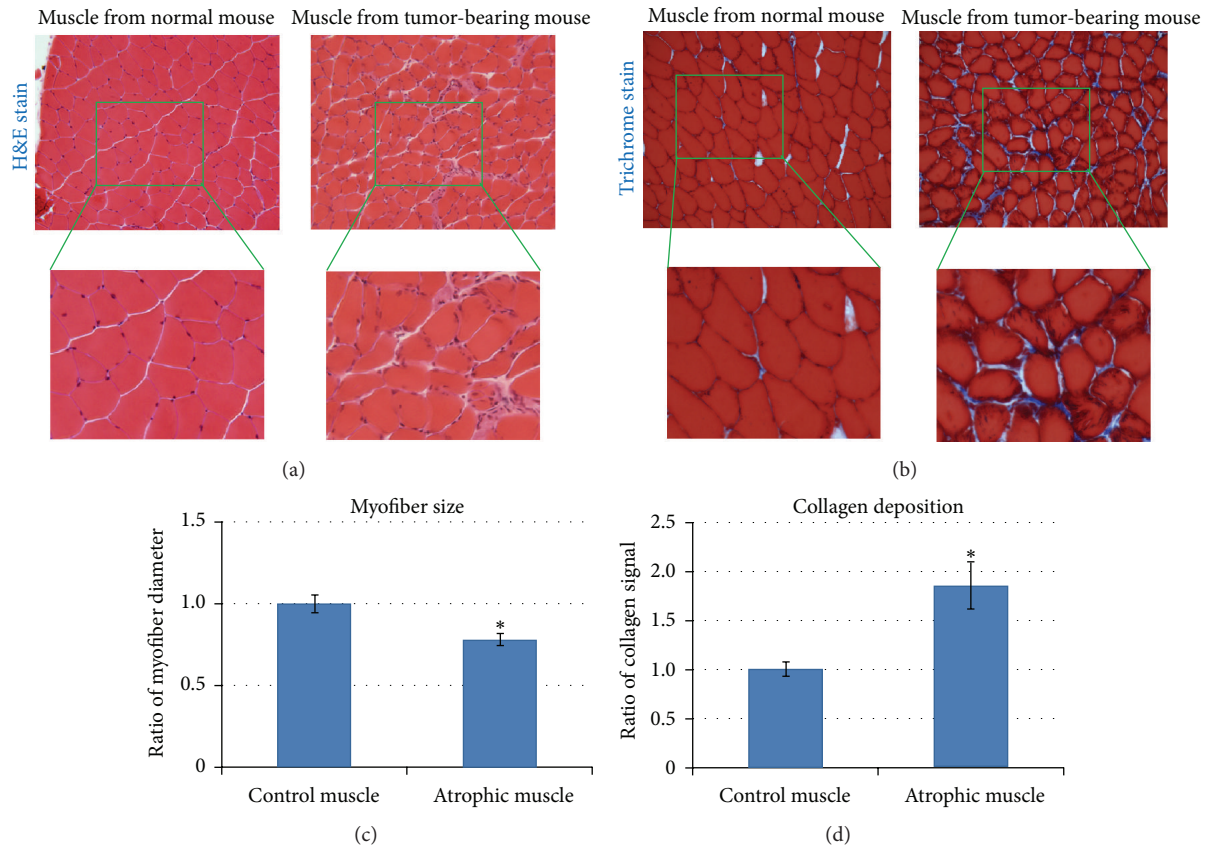 Muscle from normal mouse
Muscle from tumor-bearing mouse
H&E stain
(a)
Muscle from normal mouse
Muscle from tumor-bearing mouse
Trichrome stain
(b)
Myofiber size
Ratio of myofiber diameter
1.5
1.0
0.5
0
*
Control muscle
Atrophic muscle
(c)
Collagen deposition
Ratio of collagen signal
2.5
2.0
1.5
1.0
0.5
0
*
Control muscle
Atrophic muscle
(d)